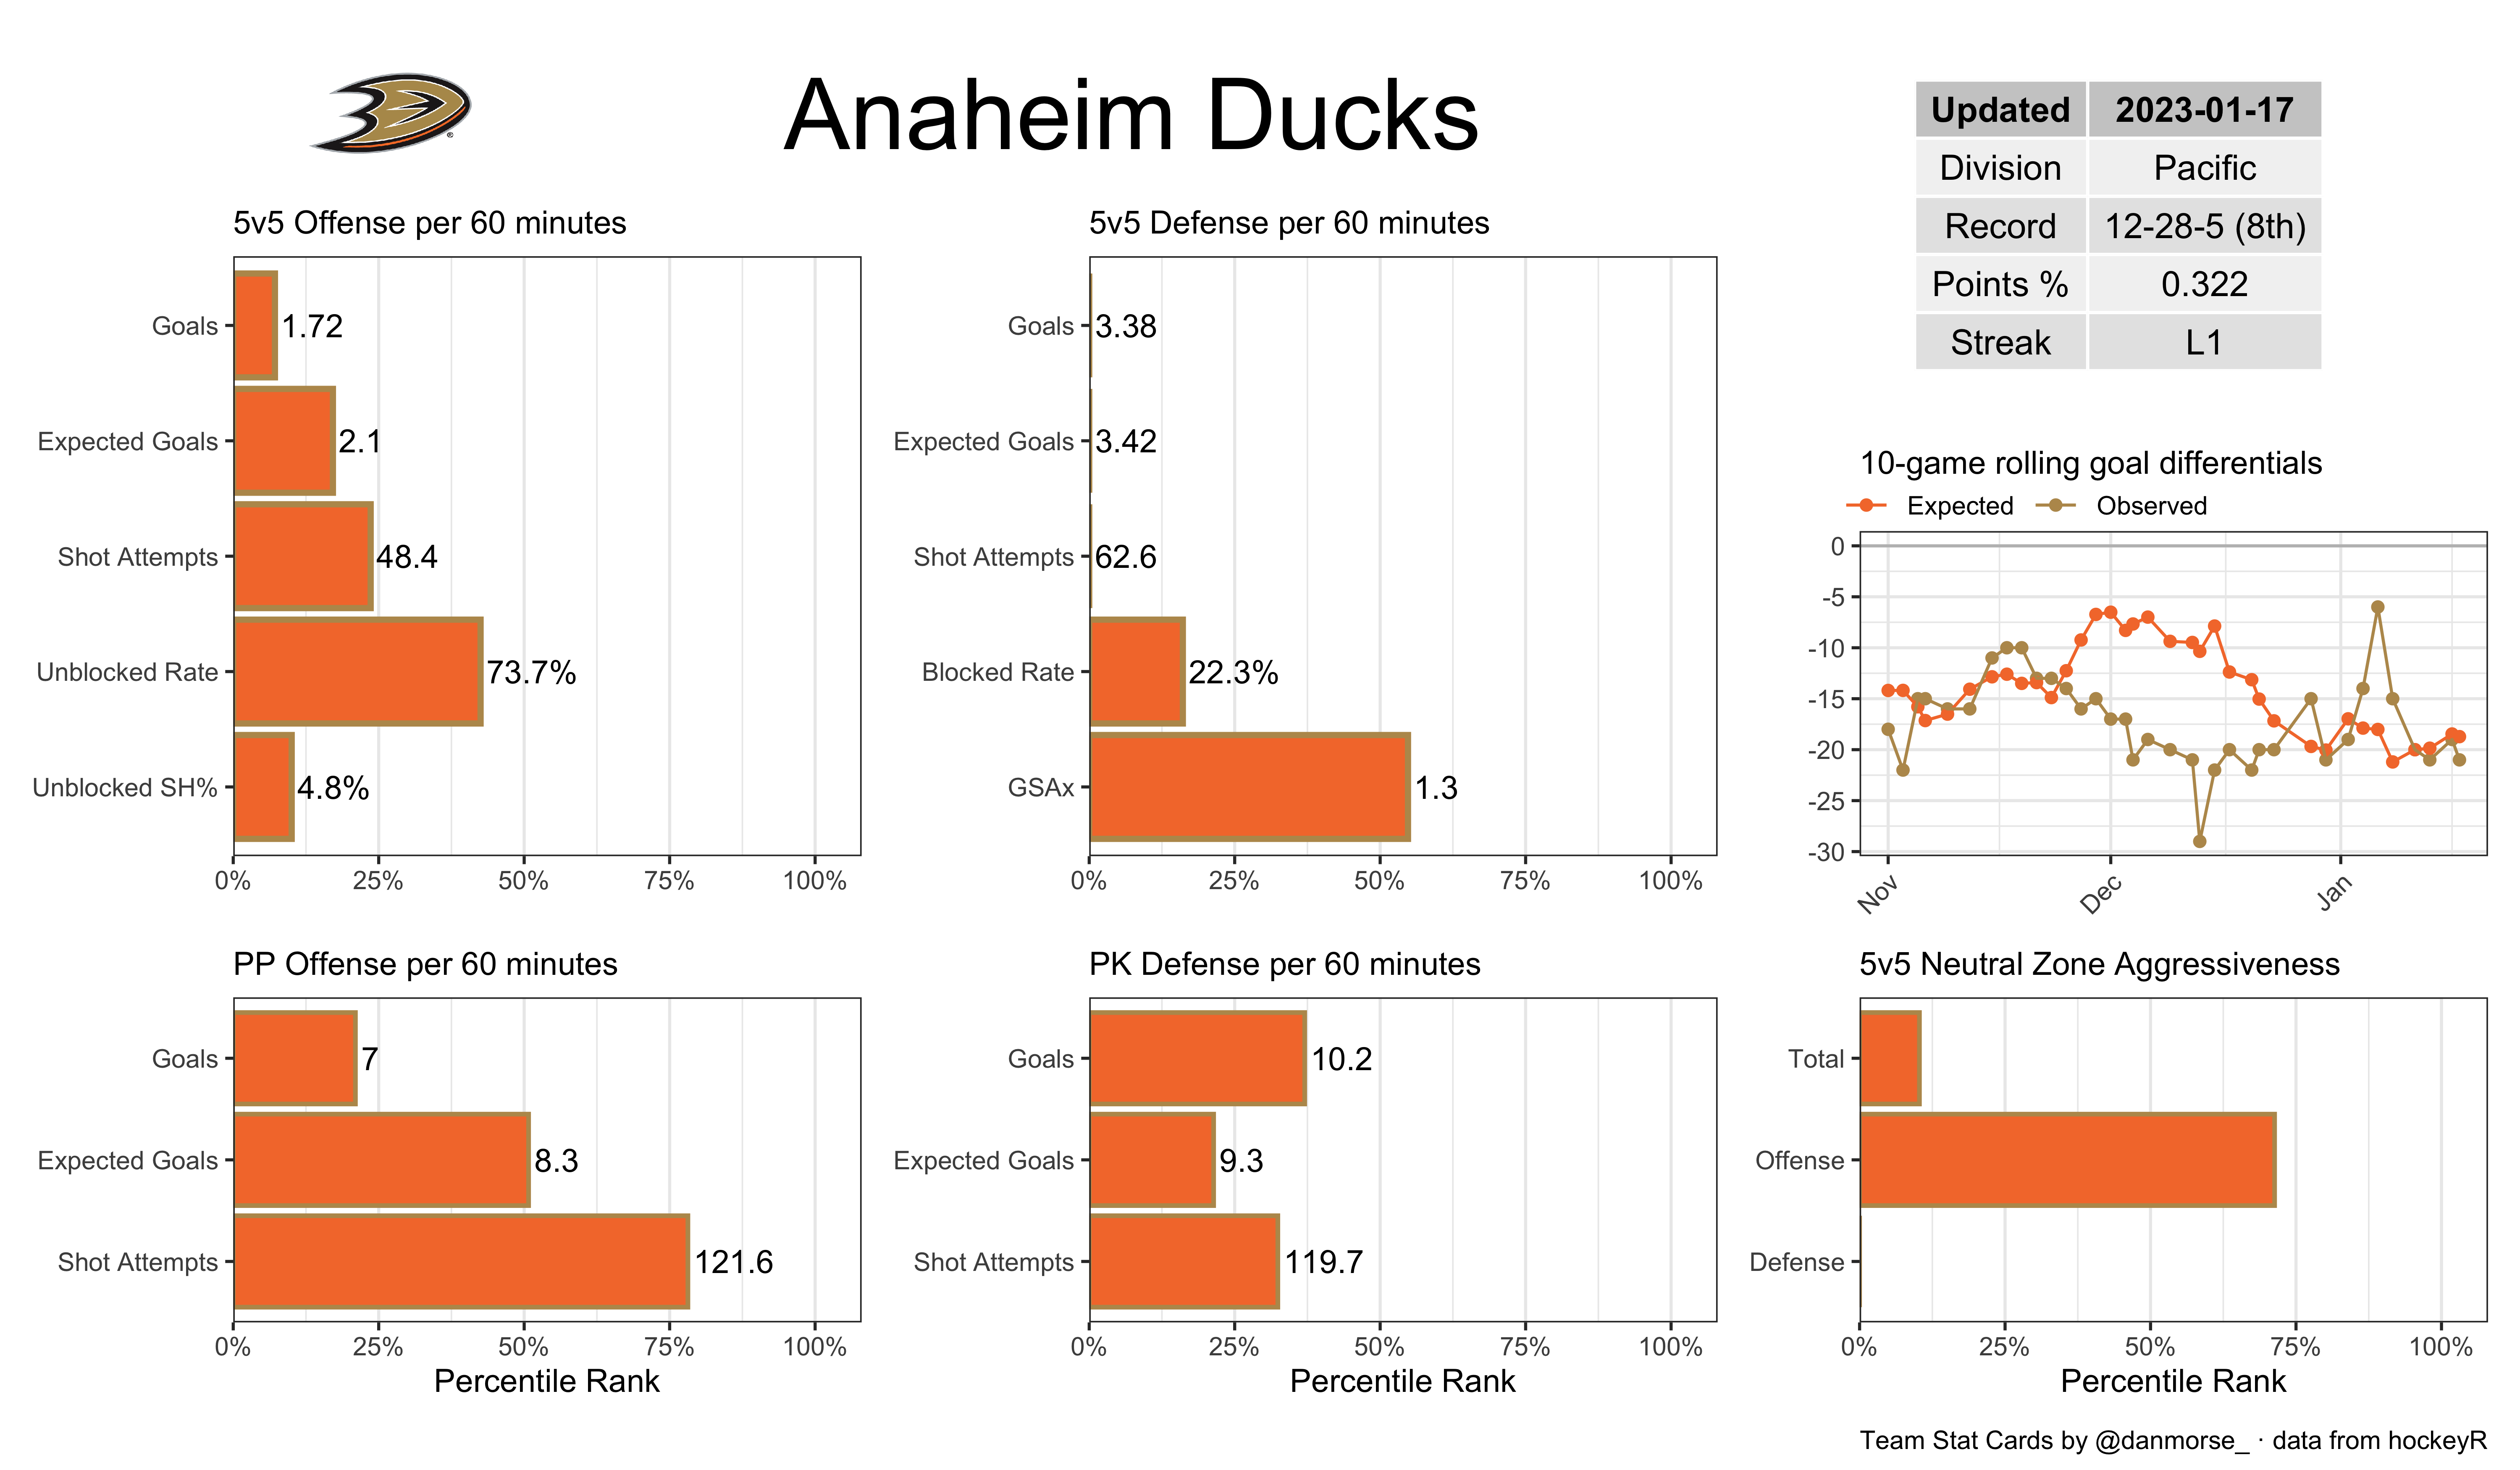 Anaheim Ducks
Updated 2023-01-17
Division Pacific
Record 12-28-5 (8th)
Points % 0.322
Streak L1
5v5 Offense per 60 minutes
Goals 1.72
Expected Goals 2.1
Shot Attempts 48.4
Unblocked Rate 73.7%
Unblocked SH% 4.8%
0% 25% 50% 75% 100%
5v5 Defense per 60 minutes
Goals 3.38
Expected Goals 3.42
Shot Attempts 62.6
Blocked Rate 22.3%
GSAx 1.3
0% 25% 50% 75% 100%
10-game rolling goal differentials
Expected Observed
0
-5
-10
-15
-20
-25
-30
Nov Dec Jan
PP Offense per 60 minutes
Goals 7
Expected Goals 8.3
Shot Attempts 121.6
0% 25% 50% 75% 100%
Percentile Rank
PK Defense per 60 minutes
Goals 10.2
Expected Goals 9.3
Shot Attempts 119.7
0% 25% 50% 75% 100%
Percentile Rank
5v5 Neutral Zone Aggressiveness
Total
Offense
Defense
0% 25% 50% 75% 100%
Percentile Rank
Team Stat Cards by @danmorse_ · data from hockeyR